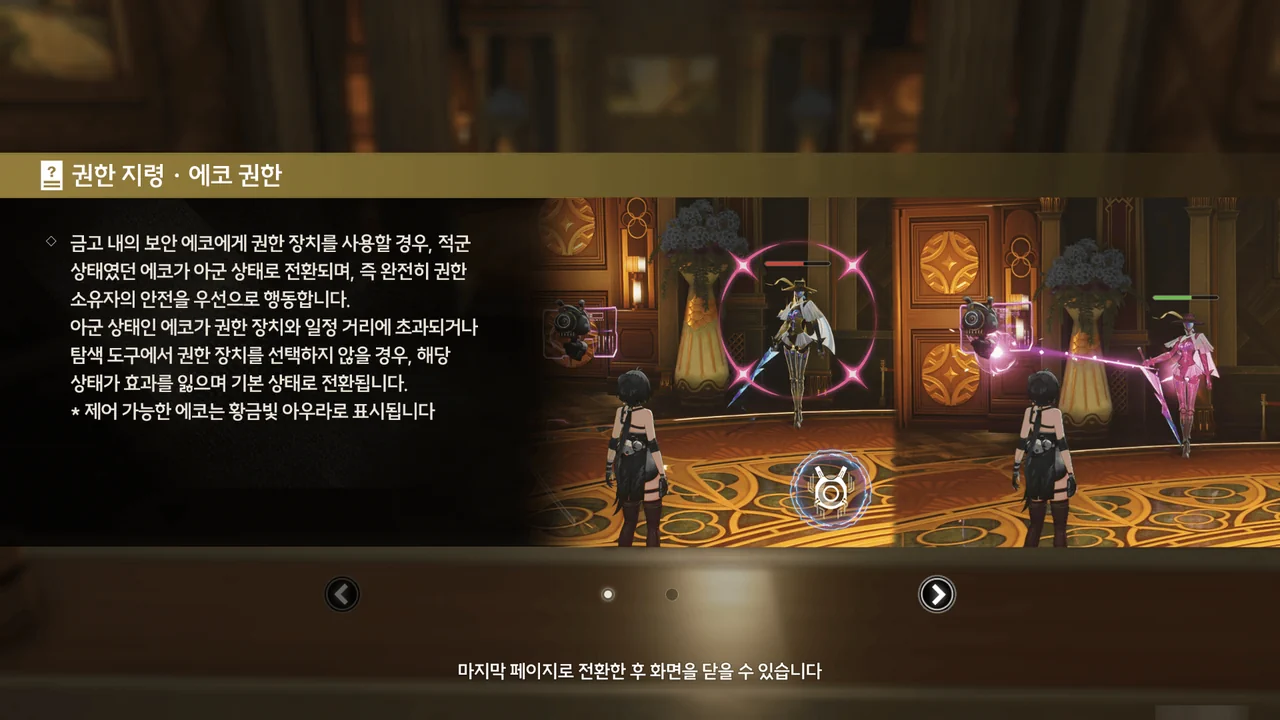 권한 지령 · 에코 권한
◇ 금고 내의 보안 에코에게 권한 장치를 사용할 경우, 적군
상태였던 에코가 아군 상태로 전환되며, 즉 완전히 권한
소유자의 안전을 우선으로 행동합니다.
아군 상태인 에코가 권한 장치와 일정 거리에 초과되거나
탐색 도구에서 권한 장치를 선택하지 않을 경우, 해당
상태가 효과를 잃으며 기본 상태로 전환됩니다.
* 제어 가능한 에코는 황금빛 아우라로 표시됩니다
마지막 페이지로 전환한 후 화면을 닫을 수 있습니다